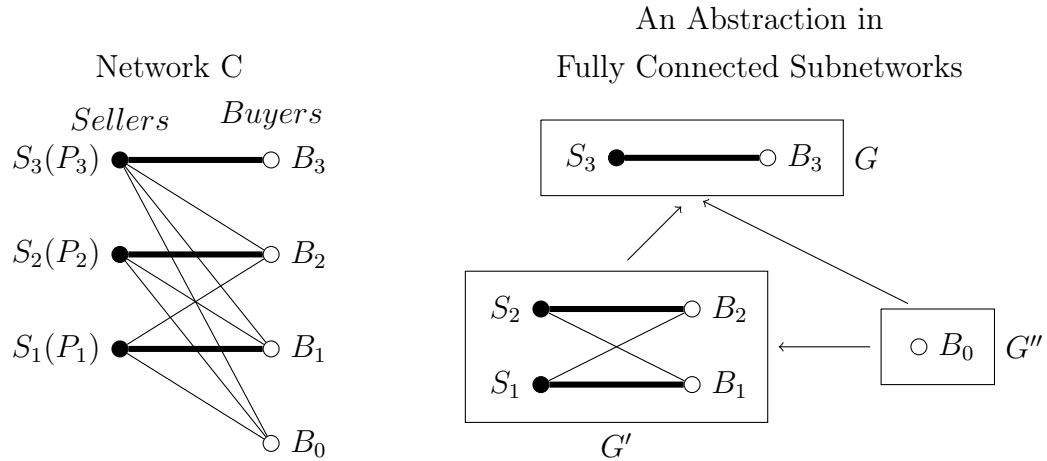 Network C
Sellers Buyers
S₃(P₃) B₃
S₂(P₂) B₂
S₁(P₁) B₁
B₀
An Abstraction in
Fully Connected Subnetworks
S₃ B₃ G
S₂ B₂
S₁ B₁
G′
B₀ G″